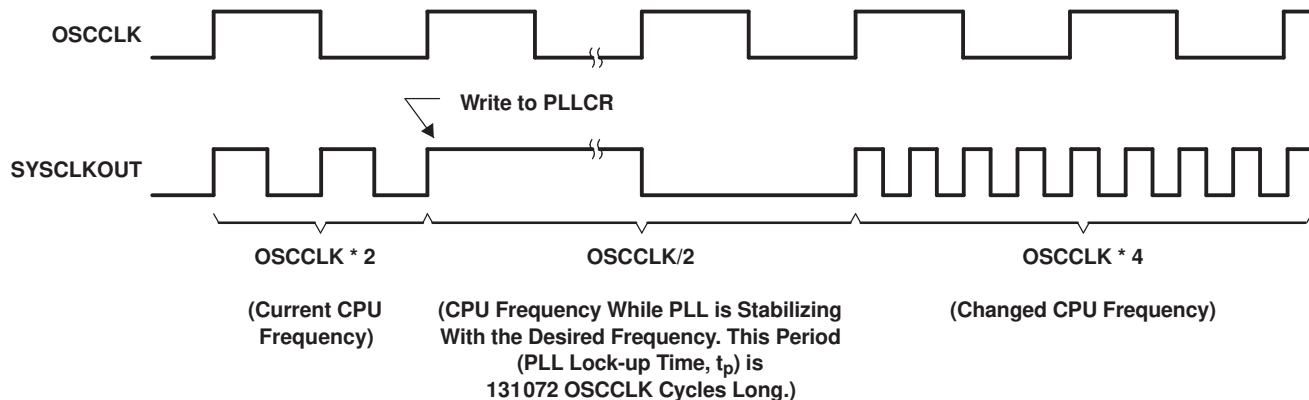 OSCCLK
Write to PLLCR
SYSCLKOUT
OSCCLK * 2
OSCCLK/2
OSCCLK * 4
(Current CPU
Frequency)
(CPU Frequency While PLL is Stabilizing
With the Desired Frequency. This Period
(PLL Lock-up Time, tp) is
131072 OSCCLK Cycles Long.)
(Changed CPU Frequency)